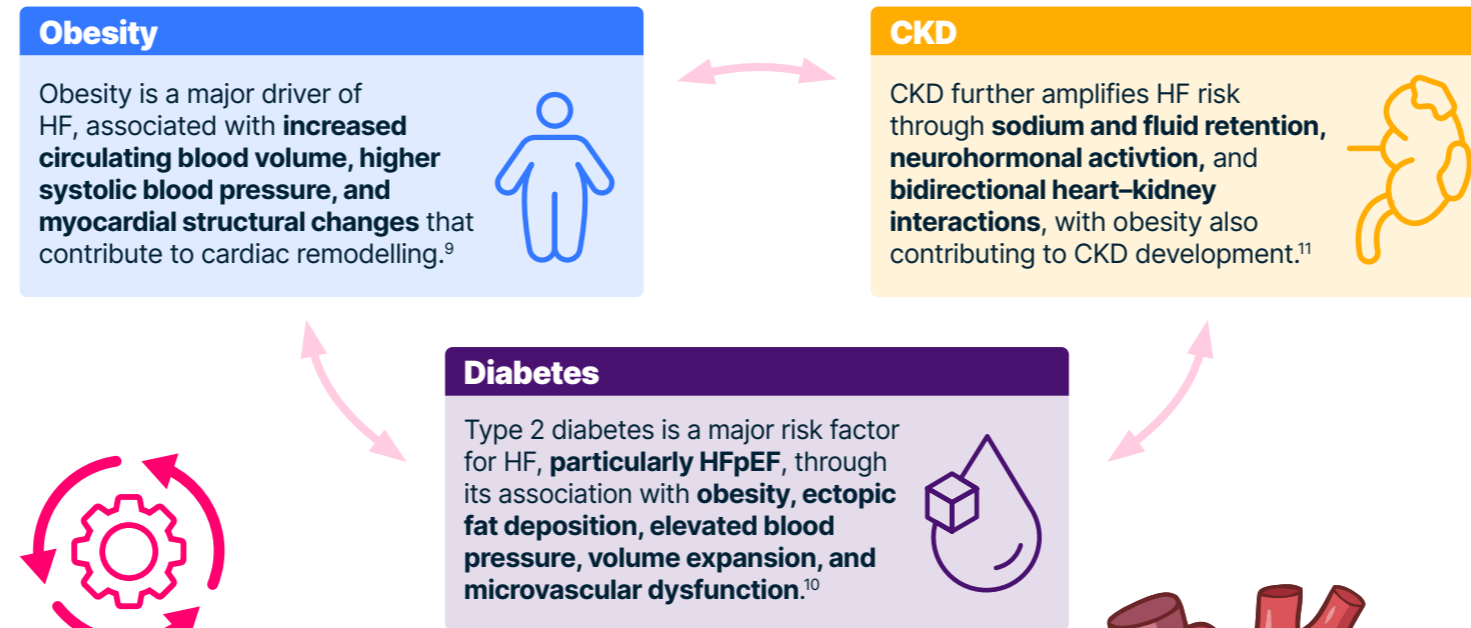 Obesity
Obesity is a major driver of
HF, associated with increased
circulating blood volume, higher
systolic blood pressure, and
myocardial structural changes that
contribute to cardiac remodelling.⁹
CKD
CKD further amplifies HF risk
through sodium and fluid retention,
neurohormonal activtion, and
bidirectional heart–kidney
interactions, with obesity also
contributing to CKD development.¹¹
Diabetes
Type 2 diabetes is a major risk factor
for HF, particularly HFpEF, through
its association with obesity, ectopic
fat deposition, elevated blood
pressure, volume expansion, and
microvascular dysfunction.¹⁰